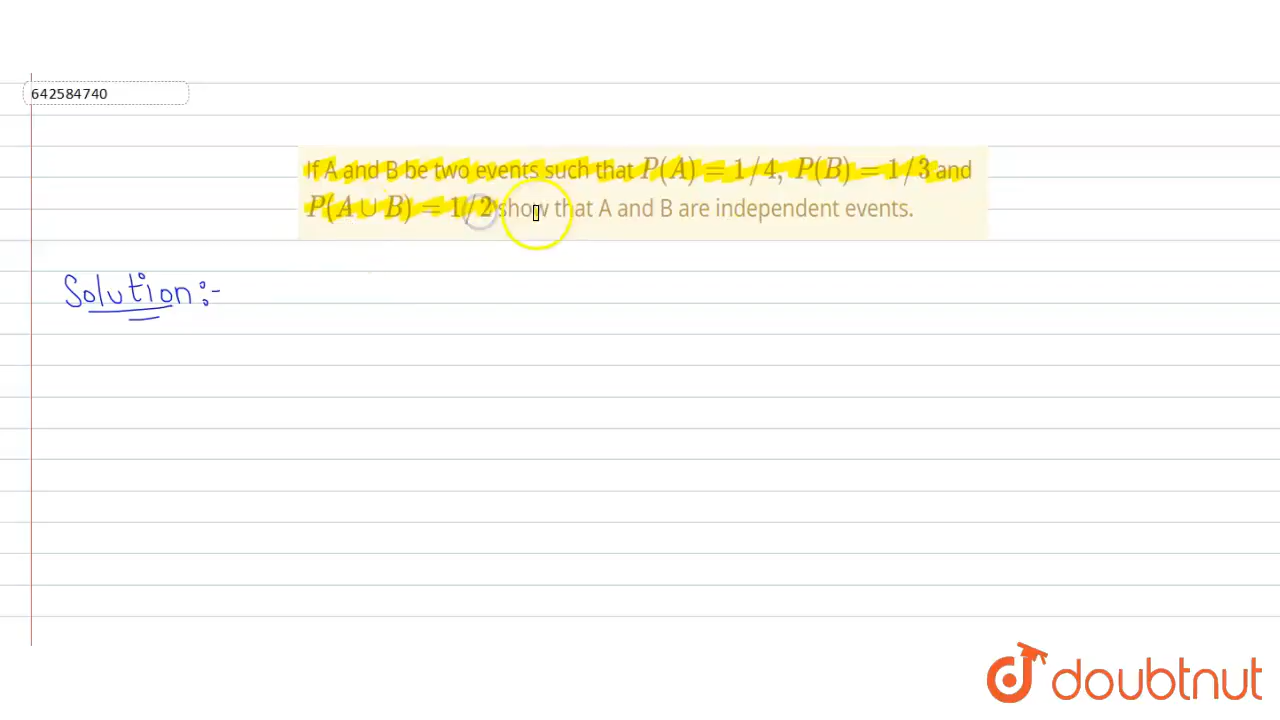 642584740
If A and B be two events such that P(A) = 1/4, P(B) = 1/3 and
P(A ∪ B) = 1/2 show that A and B are independent events.
Solution :-
doubtnut